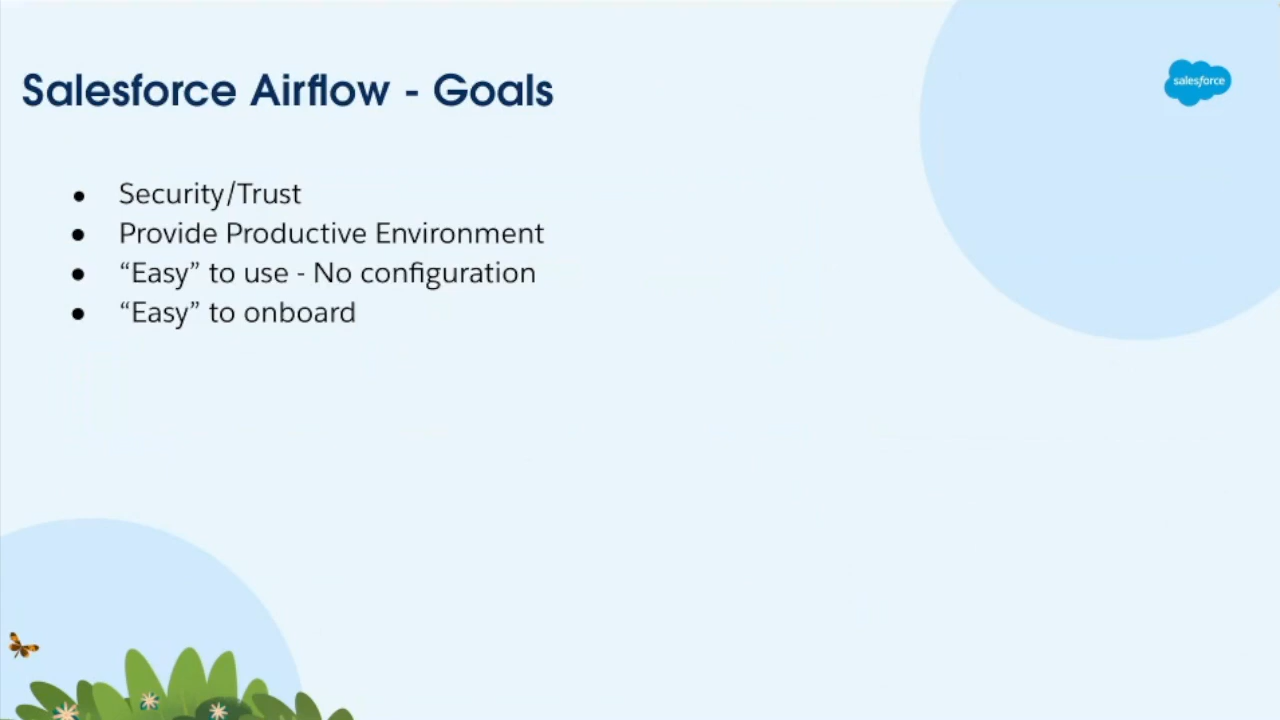 Salesforce Airflow - Goals
salesforce
● Security/Trust
● Provide Productive Environment
● “Easy” to use - No configuration
● “Easy” to onboard